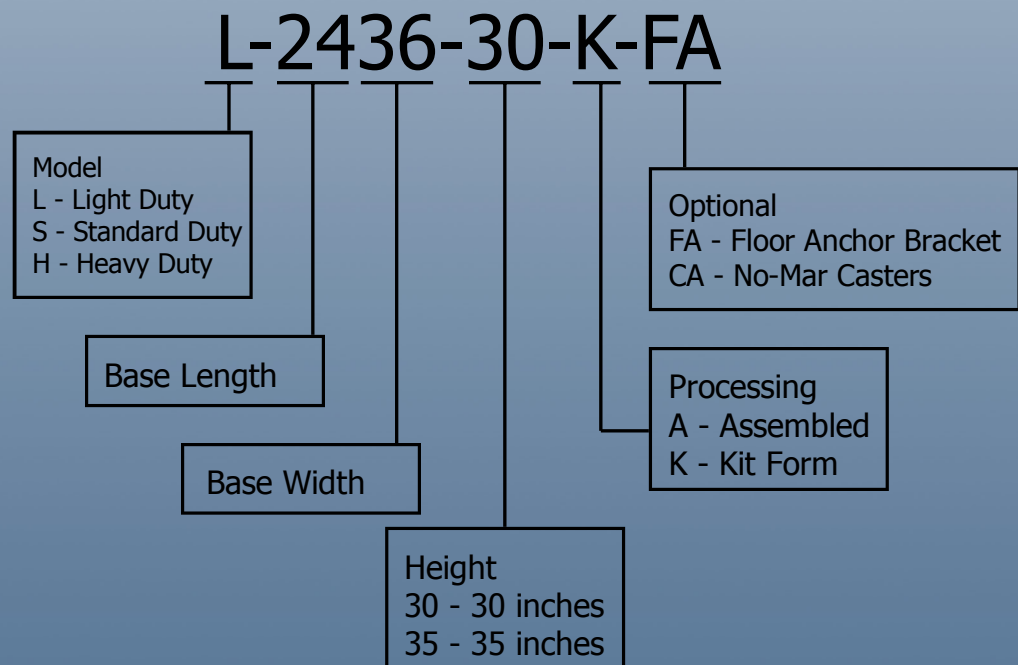 L-2436-30-K-FA
Model
L - Light Duty
S - Standard Duty
H - Heavy Duty
Optional
FA - Floor Anchor Bracket
CA - No-Mar Casters
Base Length
Processing
A - Assembled
K - Kit Form
Base Width
Height
30 - 30 inches
35 - 35 inches